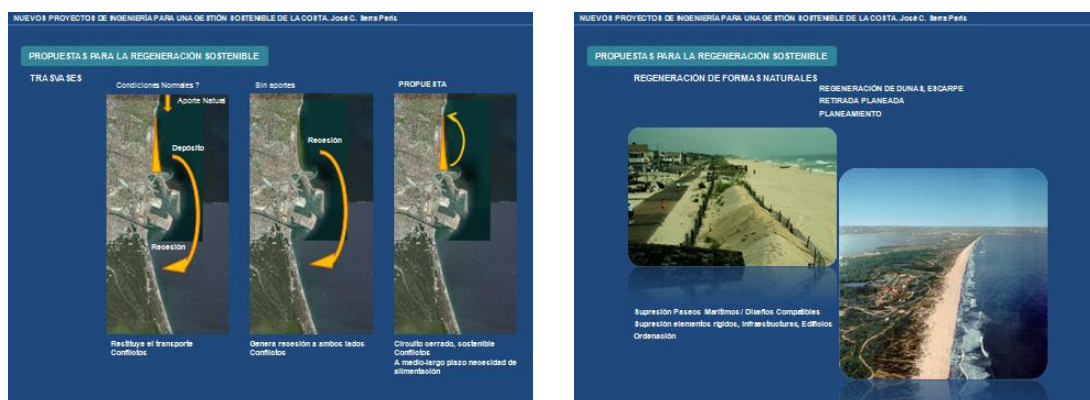 NUEVOS PROYECTOS DE INGENIERÍA PARA UNA GESTIÓN SOSTENIBLE DE LA COSTA. José C. Serra Peris
PROPUESTAS PARA LA REGENERACIÓN SOSTENIBLE
TRASVASES
Condiciones Normales ?
Aporte Natural
Depósito
Recesión
Restituye el transporte
Conflictos
Sin aportes
Recesión
Genera recesión a ambos lados
Conflictos
PROPUESTA
Circuito cerrado, sostenible
Conflictos
A medio-largo plazo necesidad de
alimentación
NUEVOS PROYECTOS DE INGENIERÍA PARA UNA GESTIÓN SOSTENIBLE DE LA COSTA. José C. Serra Peris
PROPUESTAS PARA LA REGENERACIÓN SOSTENIBLE
REGENERACIÓN DE FORMAS NATURALES
REGENERACIÓN DE DUNAS, ESCARPE
RETIRADA PLANEADA
PLANEAMIENTO
Supresión Paseos Marítimos / Diseños Compatibles
Supresión elementos rígidos, Infraestructuras, Edificios
Ordenación